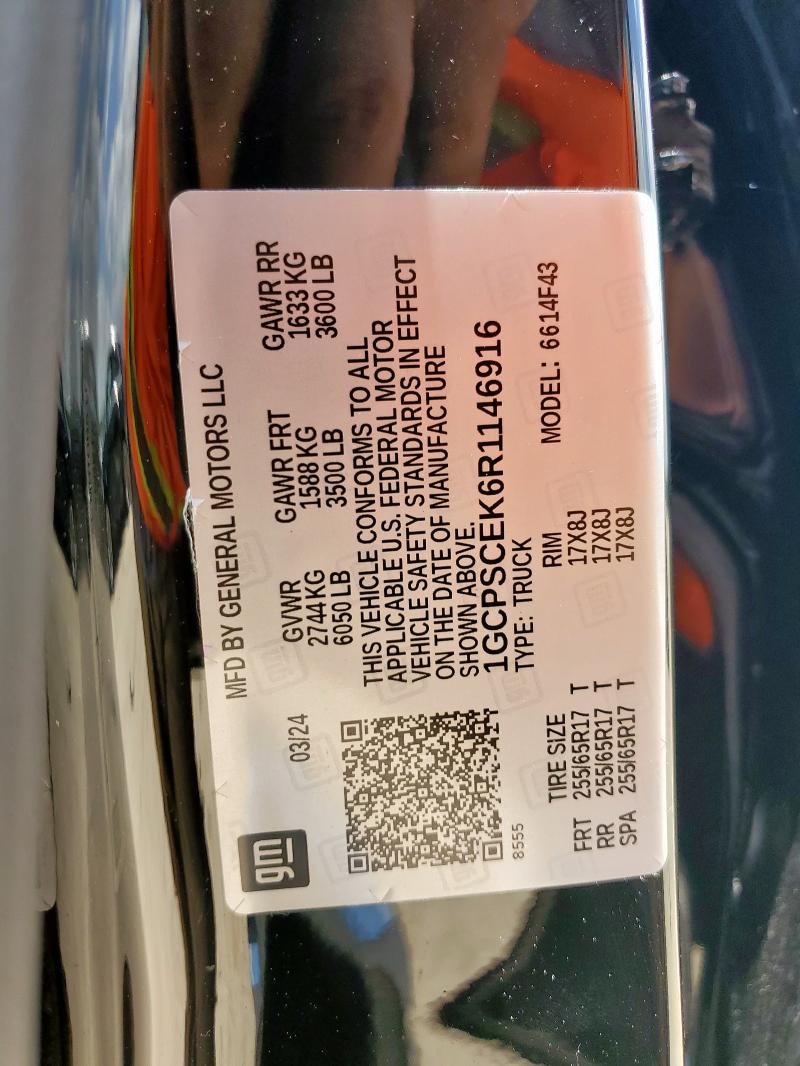 gm
MFD BY GENERAL MOTORS LLC
03/24
GVWR GAWR FRT GAWR RR
2744 KG 1588 KG 1633 KG
6050 LB 3500 LB 3600 LB
THIS VEHICLE CONFORMS TO ALL
APPLICABLE U.S. FEDERAL MOTOR
VEHICLE SAFETY STANDARDS IN EFFECT
ON THE DATE OF MANUFACTURE
SHOWN ABOVE.
1GCPSCEK6R1146916
TYPE: TRUCK
8555
MODEL: 6614F43
TIRE SIZE RIM
FRT 255/65R17 T 17X8J
RR 255/65R17 T 17X8J
SPA 255/65R17 T 17X8J